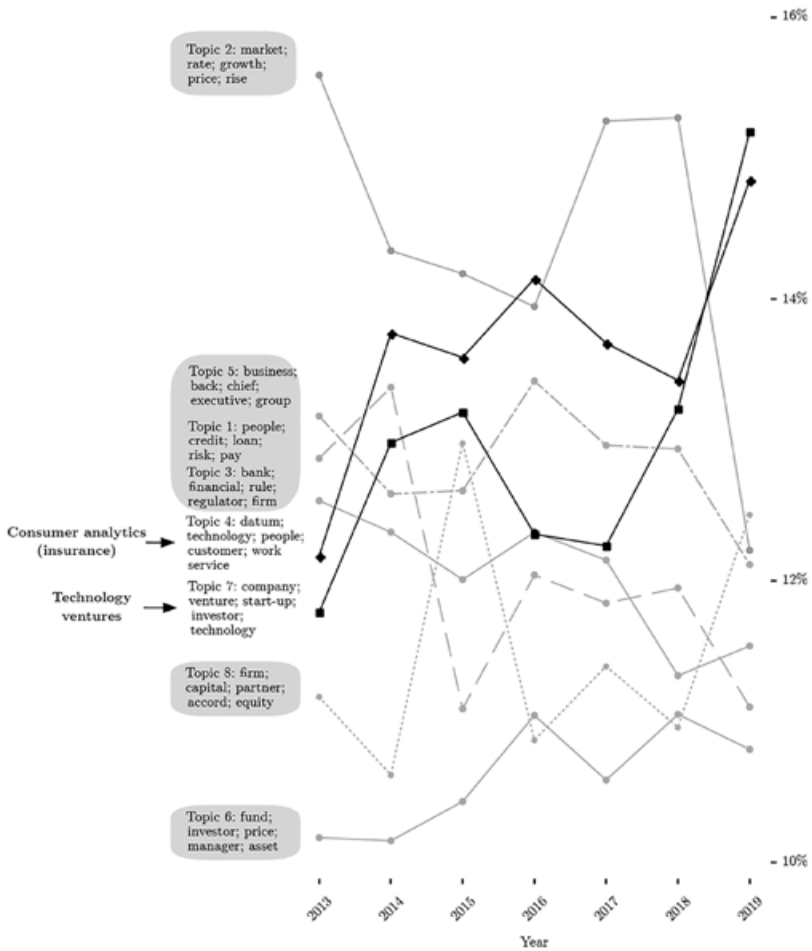 16%
Topic 2: market;
rate; growth;
price; rise
14%
Topic 5: business;
back; chief;
executive; group
Topic 1: people;
credit; loan;
risk; pay
Topic 3: bank;
financial; rule;
regulator; firm
Consumer analytics
(insurance)
Topic 4: datum;
technology; people;
customer; work
service
12%
Technology
ventures
Topic 7: company;
venture; start-up;
investor;
technology
Topic 8: firm;
capital; partner;
accord; equity
Topic 6: fund;
investor; price;
manager; asset
10%
2013
2014
2015
2016
2017
2018
2019
Year